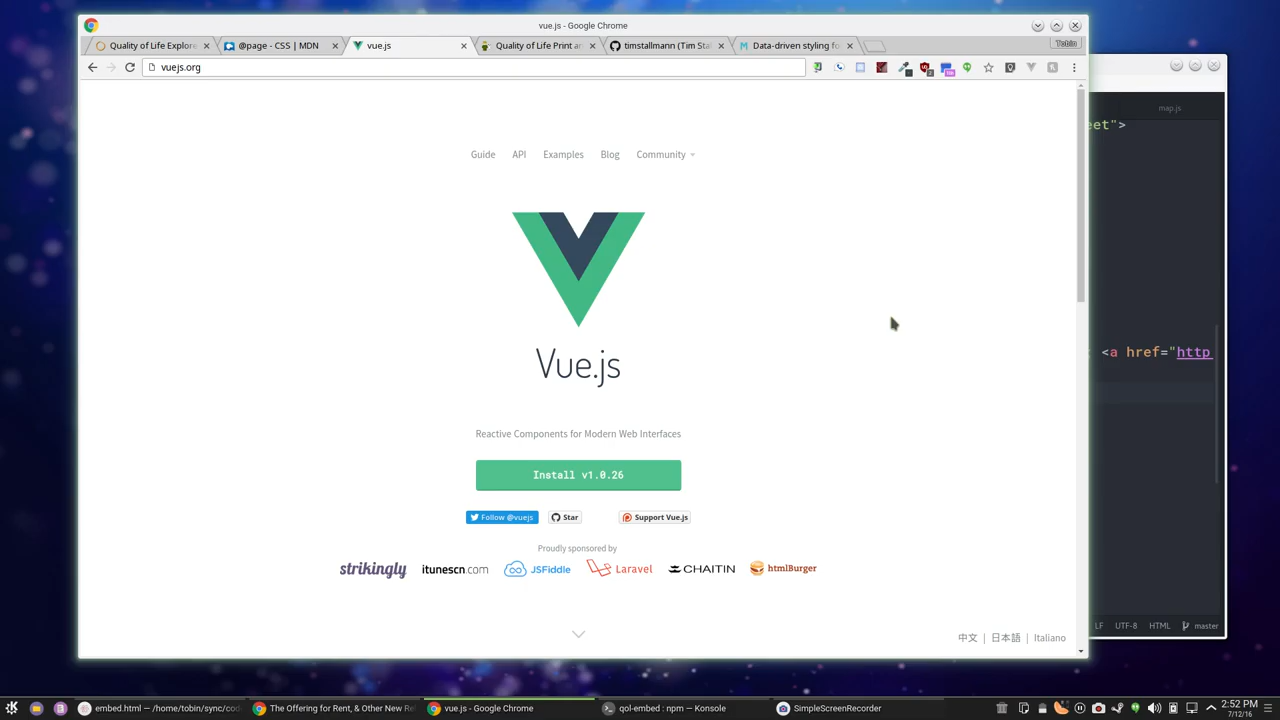 vue.js - Google Chrome
Quality of Life Explore
@page - CSS | MDN
vue.js
Quality of Life Print a
timstallmann (Tim Sta
Data-driven styling fo
Tobin
vuejs.org
map.js
eet">
Guide API Examples Blog Community
Vue.js
<a href="http
Reactive Components for Modern Web Interfaces
Install v1.0.26
Follow @vuejs
Star
Support Vue.js
Proudly sponsored by
strikingly
itunescn.com
JSFiddle
Laravel
CHAITIN
htmlBurger
LF UTF-8 HTML master
中文 | 日本語 | Italiano
embed.html — /home/tobin/sync/cod
The Offering for Rent, & Other New Re
vue.js - Google Chrome
qol-embed : npm — Konsole
SimpleScreenRecorder
2:52 PM
7/12/16